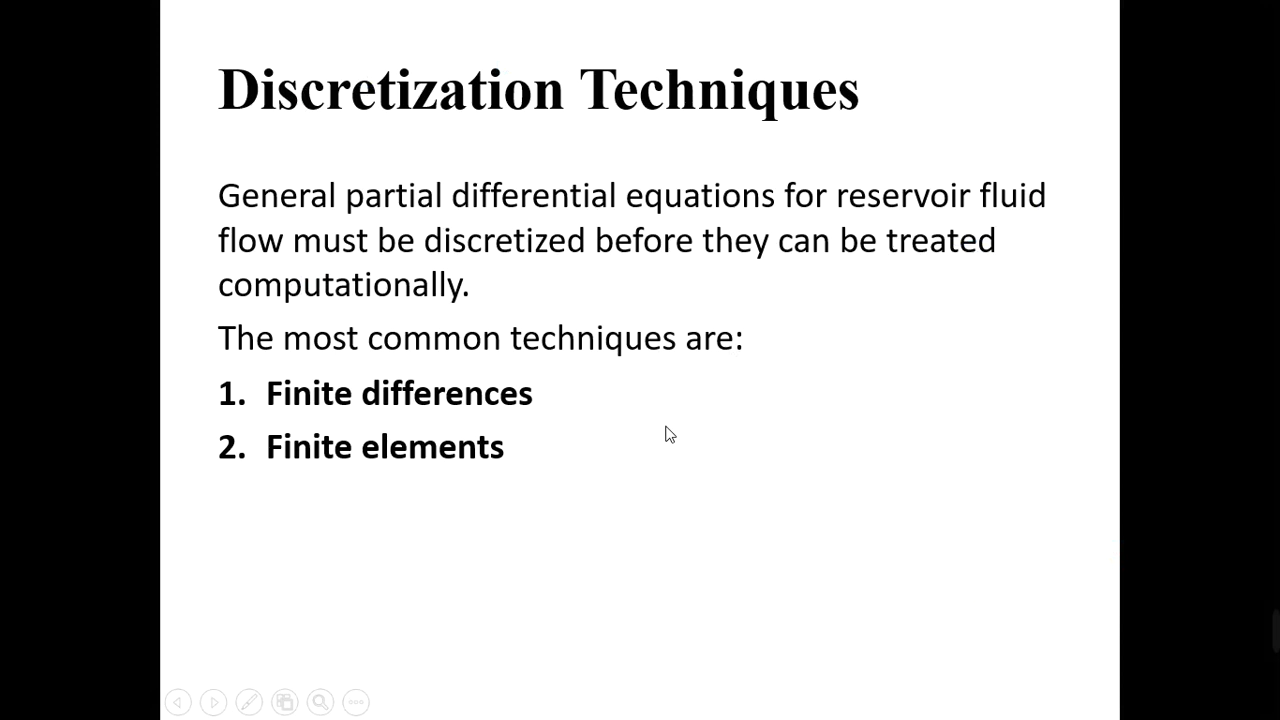 Discretization Techniques
General partial differential equations for reservoir fluid
flow must be discretized before they can be treated
computationally.
The most common techniques are:
1. Finite differences
2. Finite elements